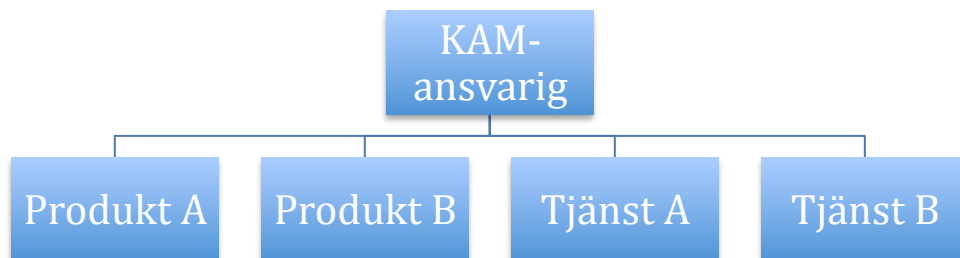 KAM-
ansvarig
Produkt A
Produkt B
Tjänst A
Tjänst B